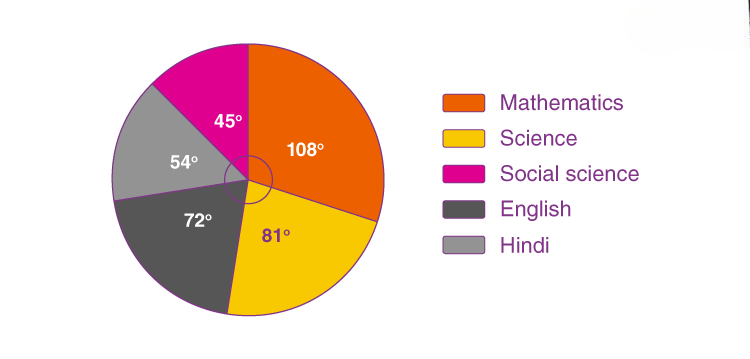 45°
108°
54°
72°
81°
Mathematics
Science
Social science
English
Hindi